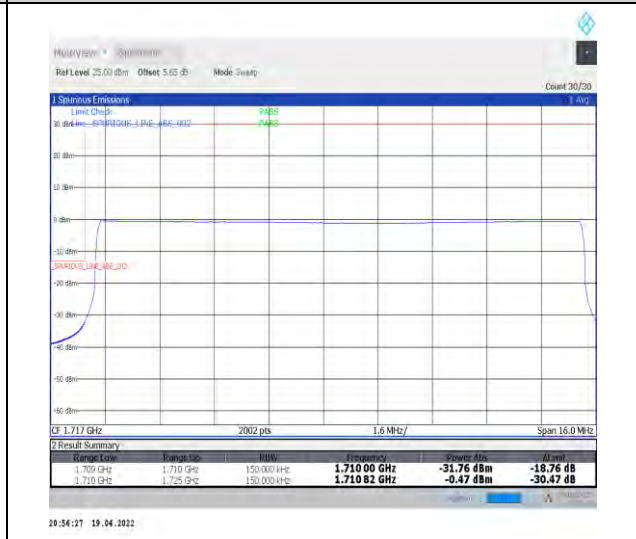 MultiView
Ref Level 25.00 dBm Offset 5.65 dB Mode Sweep
Count 30/30
1 Spurious Emissions 1 Avg
Limit Check PASS
30 dBm Line _SPURIOUS_LINE_ABS_002 PASS
20 dBm
10 dBm
0 dBm
-10 dBm
_SPURIOUS_LINE_ABS_002
-20 dBm
-30 dBm
-40 dBm
-50 dBm
-60 dBm
CF 1.717 GHz 2002 pts 1.6 MHz/ Span 16.0 MHz
2 Result Summary
Range Low Range Up RBW Frequency Power Abs ΔLimit
1.709 GHz 1.710 GHz 150.000 kHz 1.710 00 GHz -31.76 dBm -18.76 dB
1.710 GHz 1.725 GHz 150.000 kHz 1.710 82 GHz -0.47 dBm -30.47 dB
20:56:27 19.04.2022